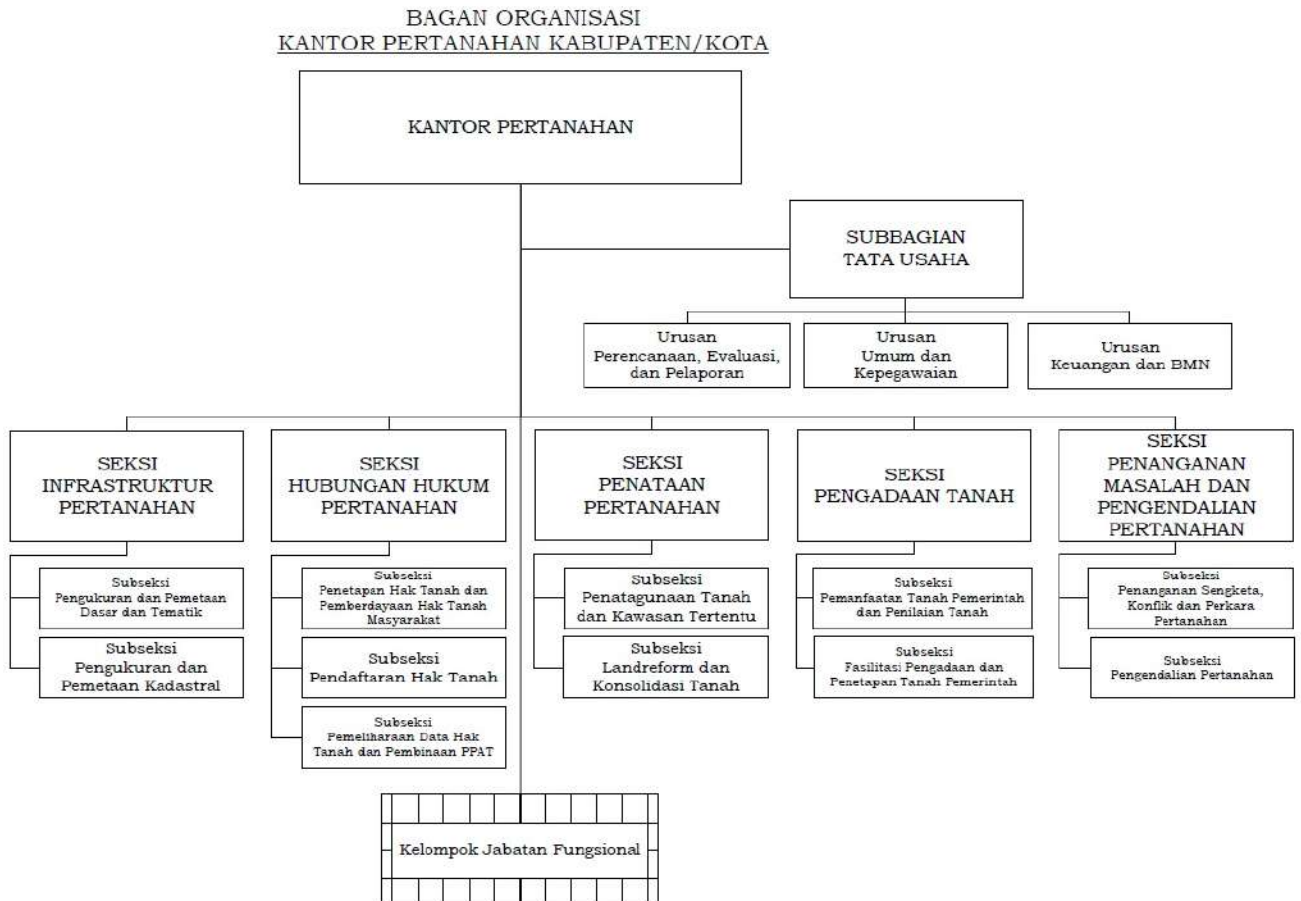 BAGAN ORGANISASI
KANTOR PERTANAHAN KABUPATEN/KOTA
KANTOR PERTANAHAN
SUBBAGIAN
TATA USAHA
Urusan
Perencanaan, Evaluasi,
dan Pelaporan
Urusan
Umum dan
Kepegawaian
Urusan
Keuangan dan BMN
SEKSI
INFRASTRUKTUR
PERTANAHAN
SEKSI
HUBUNGAN HUKUM
PERTANAHAN
SEKSI
PENATAAN
PERTANAHAN
SEKSI
PENGADAAN TANAH
SEKSI
PENANGANAN
MASALAH DAN
PENGENDALIAN
PERTANAHAN
Subseksi
Pengukuran dan Pemetaan
Dasar dan Tematik
Subseksi
Pengukuran dan
Pemetaan Kadastral
Subseksi
Penetapan Hak Tanah dan
Pemberdayaan Hak Tanah
Masyarakat
Subseksi
Pendaftaran Hak Tanah
Subseksi
Pemeliharaan Data Hak
Tanah dan Pembinaan PPAT
Subseksi
Penatagunaan Tanah
dan Kawasan Tertentu
Subseksi
Landreform dan
Konsolidasi Tanah
Subseksi
Pemanfaatan Tanah Pemerintah
dan Penilaian Tanah
Subseksi
Fasilitasi Pengadaan dan
Penetapan Tanah Pemerintah
Subseksi
Penanganan Sengketa,
Konflik dan Perkara
Pertanahan
Subseksi
Pengendalian Pertanahan
Kelompok Jabatan Fungsional